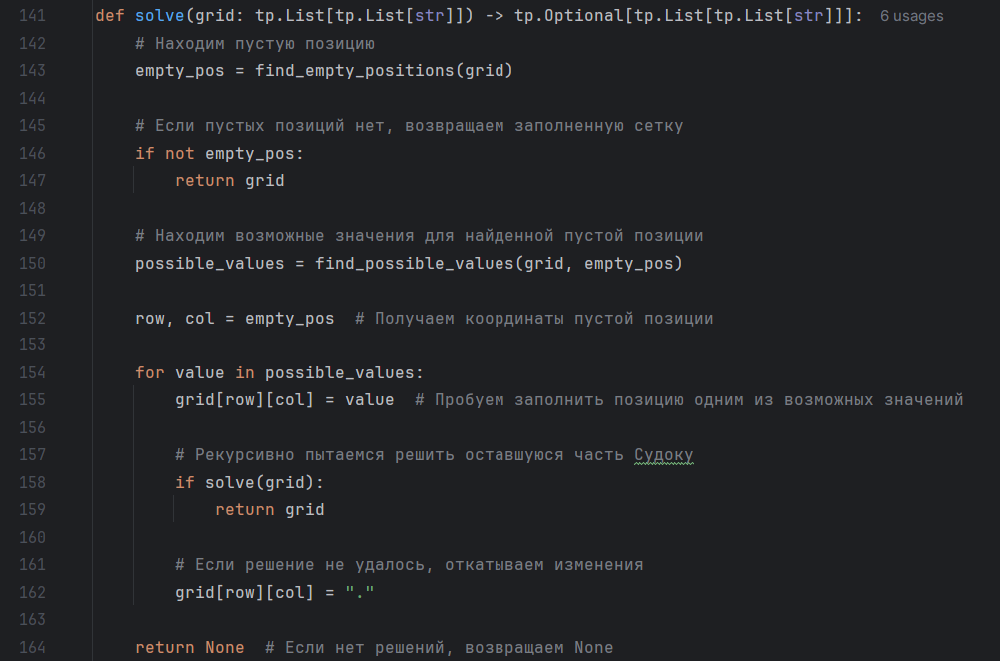 141 def solve(grid: tp.List[tp.List[str]]) -> tp.Optional[tp.List[tp.List[str]]]: 6 usages
142 # Находим пустую позицию
143 empty_pos = find_empty_positions(grid)
144
145 # Если пустых позиций нет, возвращаем заполненную сетку
146 if not empty_pos:
147 return grid
148
149 # Находим возможные значения для найденной пустой позиции
150 possible_values = find_possible_values(grid, empty_pos)
151
152 row, col = empty_pos # Получаем координаты пустой позиции
153
154 for value in possible_values:
155 grid[row][col] = value # Пробуем заполнить позицию одним из возможных значений
156
157 # Рекурсивно пытаемся решить оставшуюся часть Судоку
158 if solve(grid):
159 return grid
160
161 # Если решение не удалось, откатываем изменения
162 grid[row][col] = "."
163
164 return None # Если нет решений, возвращаем None